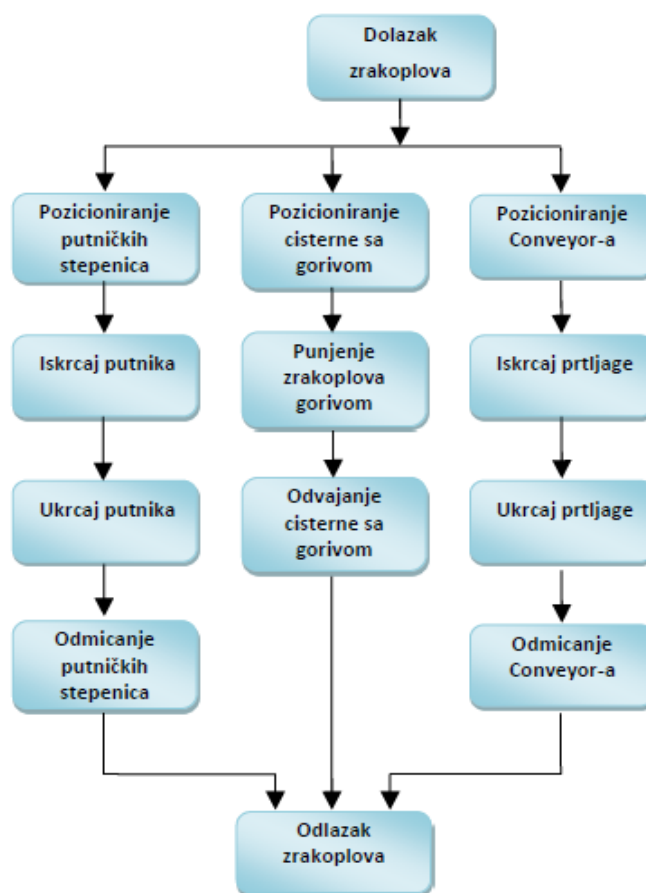 Dolazak
zrakoplova
Pozicioniranje
putničkih
stepenica
Pozicioniranje
cisterne sa
gorivom
Pozicioniranje
Conveyor-a
Iskrcaj putnika
Punjenje
zrakoplova
gorivom
Iskrcaj prtljage
Ukrcaj putnika
Odvajanje
cisterne sa
gorivom
Ukrcaj prtljage
Odmicanje
putničkih
stepenica
Odmicanje
Conveyor-a
Odlazak
zrakoplova